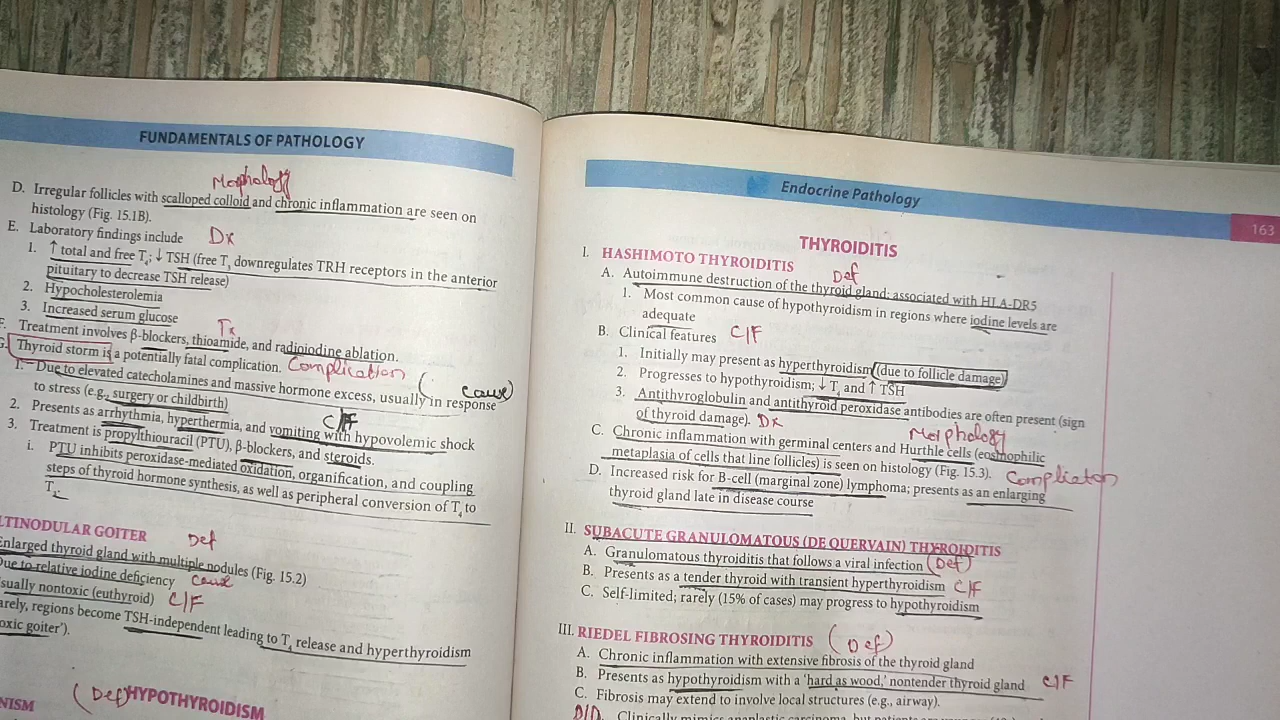 FUNDAMENTALS OF PATHOLOGY
Morphology
D. Irregular follicles with scalloped colloid and chronic inflammation are seen on
histology (Fig. 15.1B).
E. Laboratory findings include Dx
1. ↑ total and free T4; ↓ TSH (free T3 downregulates TRH receptors in the anterior
pituitary to decrease TSH release)
2. Hypocholesterolemia
3. Increased serum glucose
Tx
F. Treatment involves β-blockers, thioamide, and radioiodine ablation.
G. Thyroid storm is a potentially fatal complication. Complication
1. Due to elevated catecholamines and massive hormone excess, usually in response (cause)
to stress (e.g., surgery or childbirth)
C/F
2. Presents as arrhythmia, hyperthermia, and vomiting with hypovolemic shock
3. Treatment is propylthiouracil (PTU), β-blockers, and steroids.
i. PTU inhibits peroxidase-mediated oxidation, organification, and coupling
steps of thyroid hormone synthesis, as well as peripheral conversion of T4 to
T3
LTINODULAR GOITER Def
Enlarged thyroid gland with multiple nodules (Fig. 15.2)
Due to relative iodine deficiency cause
sually nontoxic (euthyroid) C/F
arely, regions become TSH-independent leading to T4 release and hyperthyroidism
oxic goiter').
(Def) HYPOTHYROIDISM
NISM
Endocrine Pathology
163
THYROIDITIS
I. HASHIMOTO THYROIDITIS Def
A. Autoimmune destruction of the thyroid gland; associated with HLA-DR5
1. Most common cause of hypothyroidism in regions where iodine levels are
adequate
B. Clinical features C/F
1. Initially may present as hyperthyroidism (due to follicle damage)
2. Progresses to hypothyroidism; ↓ T4 and ↑ TSH
3. Antithyroglobulin and antithyroid peroxidase antibodies are often present (sign
of thyroid damage). Dx
Morphology
C. Chronic inflammation with germinal centers and Hurthle cells (eosinophilic
metaplasia of cells that line follicles) is seen on histology (Fig. 15.3). Complication
D. Increased risk for B-cell (marginal zone) lymphoma; presents as an enlarging
thyroid gland late in disease course
II. SUBACUTE GRANULOMATOUS (DE QUERVAIN) THYROIDITIS
A. Granulomatous thyroiditis that follows a viral infection (Def)
B. Presents as a tender thyroid with transient hyperthyroidism C/F
C. Self-limited; rarely (15% of cases) may progress to hypothyroidism
III. RIEDEL FIBROSING THYROIDITIS (Def)
A. Chronic inflammation with extensive fibrosis of the thyroid gland
B. Presents as hypothyroidism with a 'hard as wood,' nontender thyroid gland C/F
C. Fibrosis may extend to involve local structures (e.g., airway).
D/D. Clinically mimics anaplastic carcinoma, but patients are